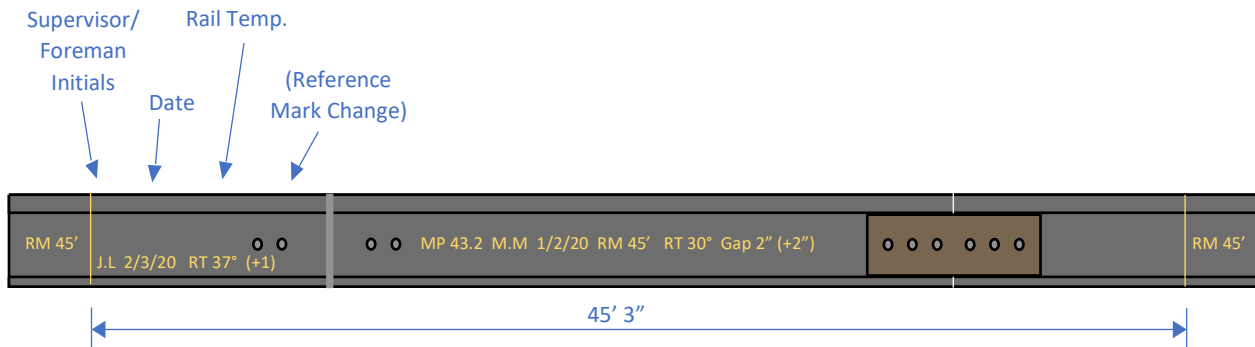 Supervisor/
Foreman
Initials
Date
Rail Temp.
(Reference
Mark Change)
RM 45’
J.L 2/3/20 RT 37° (+1)
MP 43.2 M.M 1/2/20 RM 45’ RT 30° Gap 2” (+2”)
RM 45’
45’ 3”